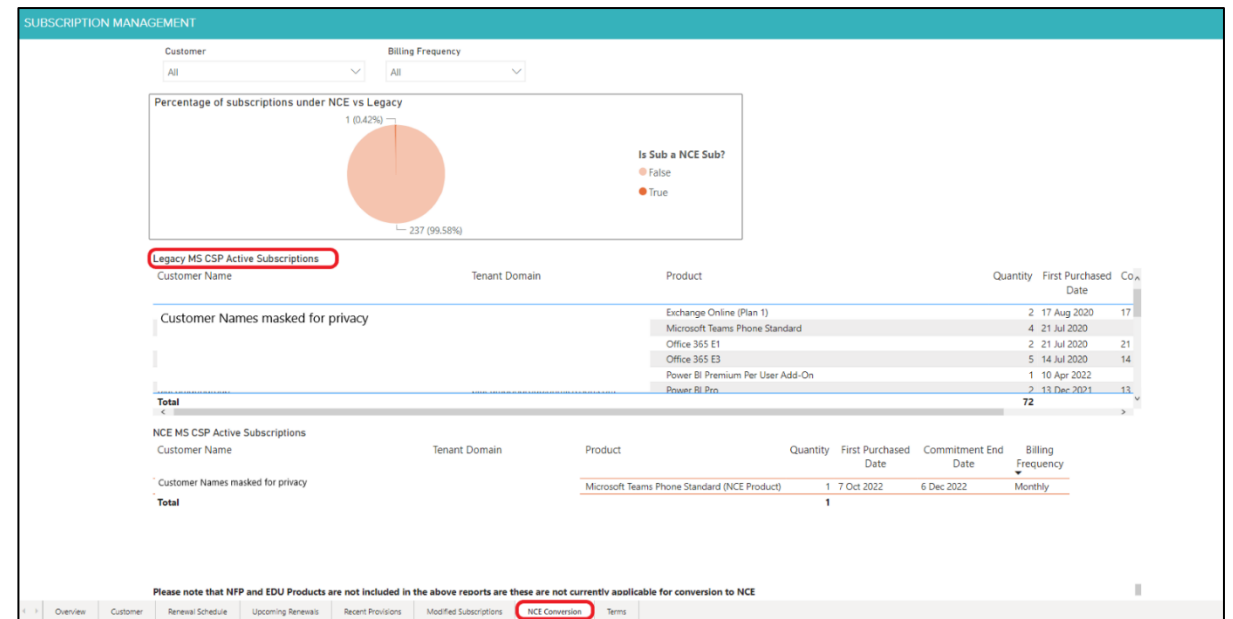 SUBSCRIPTION MANAGEMENT
Customer Billing Frequency
All All
Percentage of subscriptions under NCE vs Legacy
1 (0.42%)
Is Sub a NCE Sub?
False
True
237 (99.58%)
Legacy MS CSP Active Subscriptions
Customer Name Tenant Domain Product Quantity First Purchased Date Co
Customer Names masked for privacy
Exchange Online (Plan 1) 2 17 Aug 2020 17
Microsoft Teams Phone Standard 4 21 Jul 2020
Office 365 E1 2 21 Jul 2020 21
Office 365 E3 5 14 Jul 2020 14
Power BI Premium Per User Add-On 1 10 Apr 2022
Power BI Pro 2 13 Dec 2021 13
Total 72
NCE MS CSP Active Subscriptions
Customer Name Tenant Domain Product Quantity First Purchased Date Commitment End Date Billing Frequency
Customer Names masked for privacy
Microsoft Teams Phone Standard (NCE Product) 1 7 Oct 2022 6 Dec 2022 Monthly
Total 1
Please note that NFP and EDU Products are not included in the above reports are these are not currently applicable for conversion to NCE
Overview Customer Renewal Schedule Upcoming Renewals Recent Provisions Modified Subscriptions NCE Conversion Terms